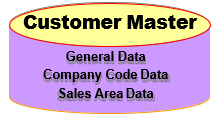 Customer Master
General Data
Company Code Data
Sales Area Data